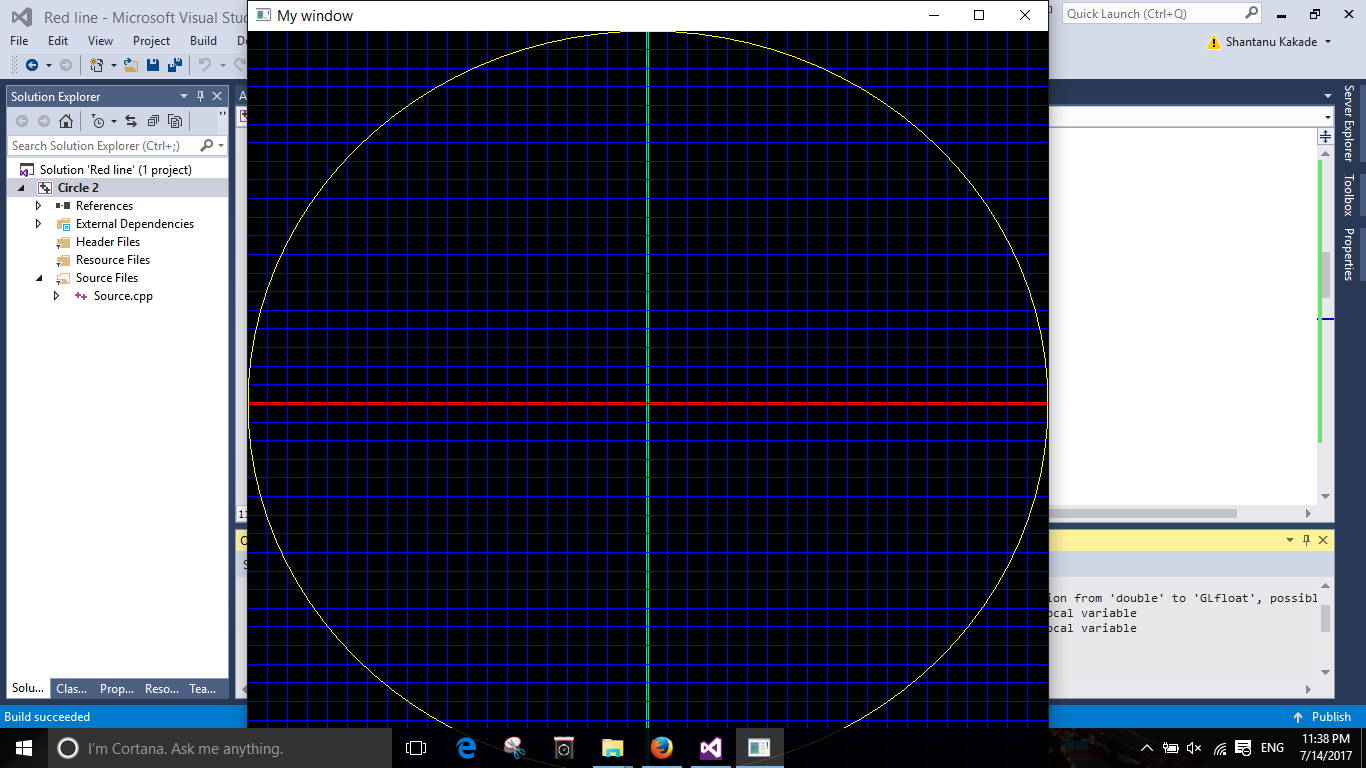 Red line - Microsoft Visual Stu
My window
Quick Launch (Ctrl+Q)
File Edit View Project Build D
Shantanu Kakade
Solution Explorer
A
Search Solution Explorer (Ctrl+;)
Solution 'Red line' (1 project)
Circle 2
References
External Dependencies
Header Files
Resource Files
Source Files
Source.cpp
Server Explorer
Toolbox
Properties
11
O
S
ion from 'double' to 'GLfloat', possibl
ocal variable
ocal variable
Solu... Clas... Prop... Reso... Tea...
Build succeeded
Publish
I'm Cortana. Ask me anything.
ENG
11:38 PM
7/14/2017